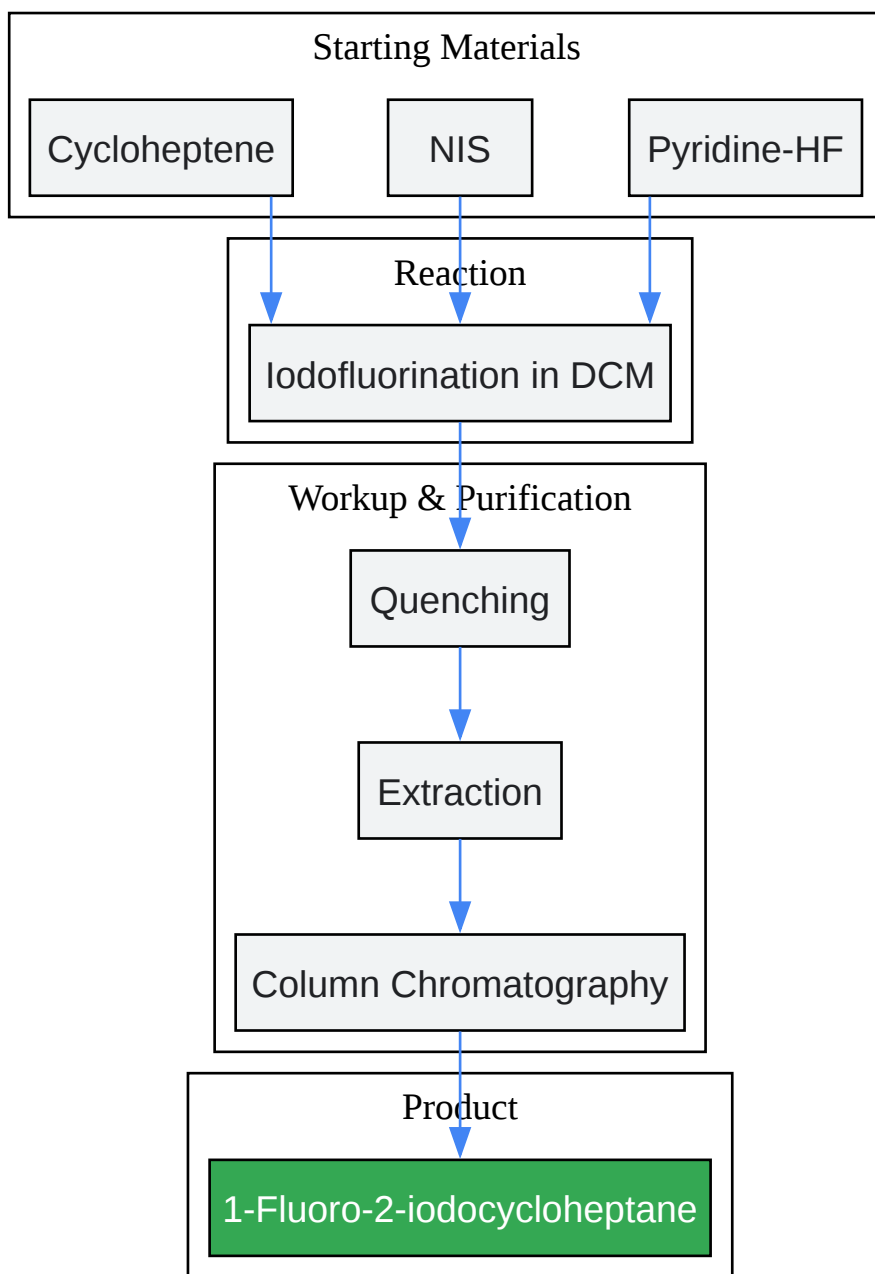 Starting Materials
Cycloheptene
NIS
Pyridine-HF
Reaction
Iodofluorination in DCM
Workup & Purification
Quenching
Extraction
Column Chromatography
Product
1-Fluoro-2-iodocycloheptane